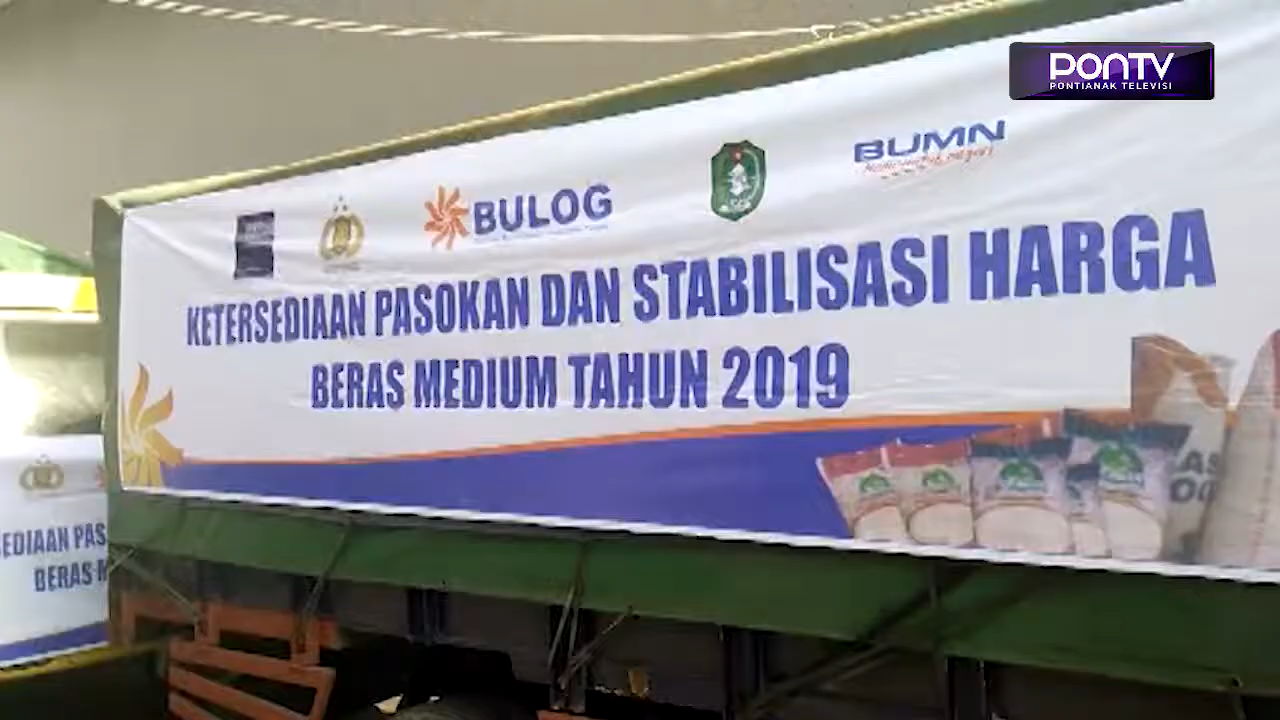 PONTV
PONTIANAK TELEVISI
BULOG
BUMN
KETERSEDIAAN PASOKAN DAN STABILISASI HARGA
BERAS MEDIUM TAHUN 2019
EDIAAN PAS
BERAS M